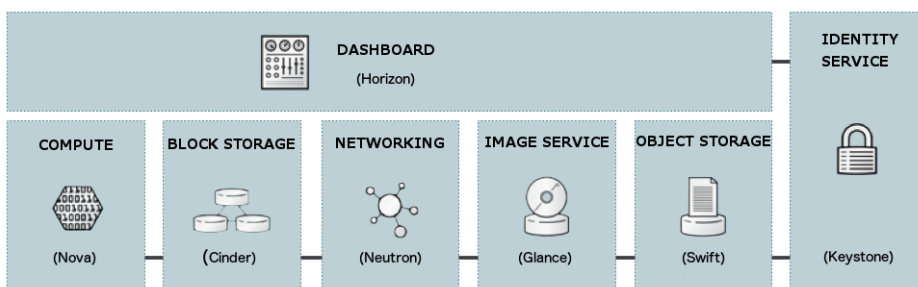 DASHBOARD
(Horizon)
IDENTITY
SERVICE
COMPUTE
BLOCK STORAGE
NETWORKING
IMAGE SERVICE
OBJECT STORAGE
(Nova)
(Cinder)
(Neutron)
(Glance)
(Swift)
(Keystone)